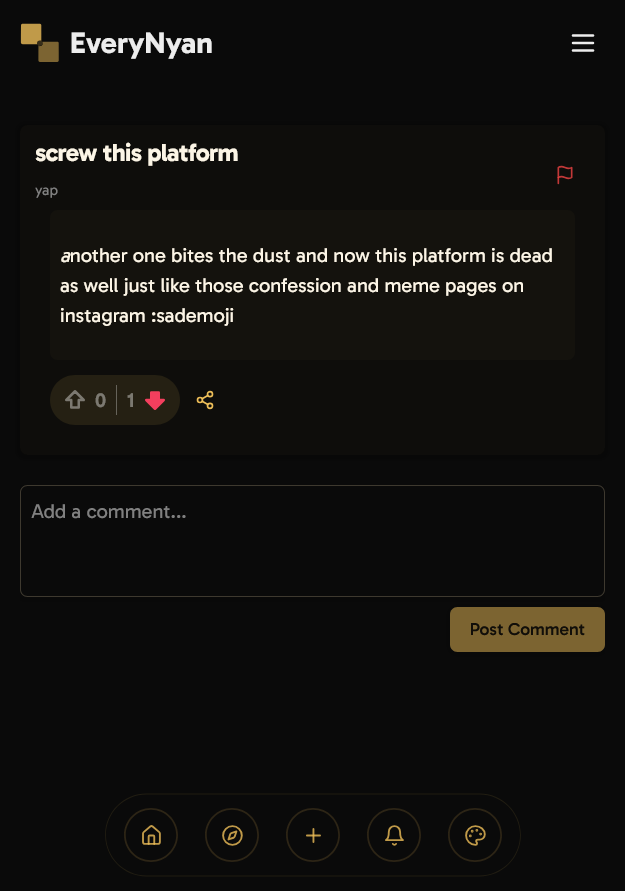 EveryNyan
screw this platform
yap
another one bites the dust and now this platform is dead
as well just like those confession and meme pages on
instagram :sademoji
0 1
Add a comment...
Post Comment